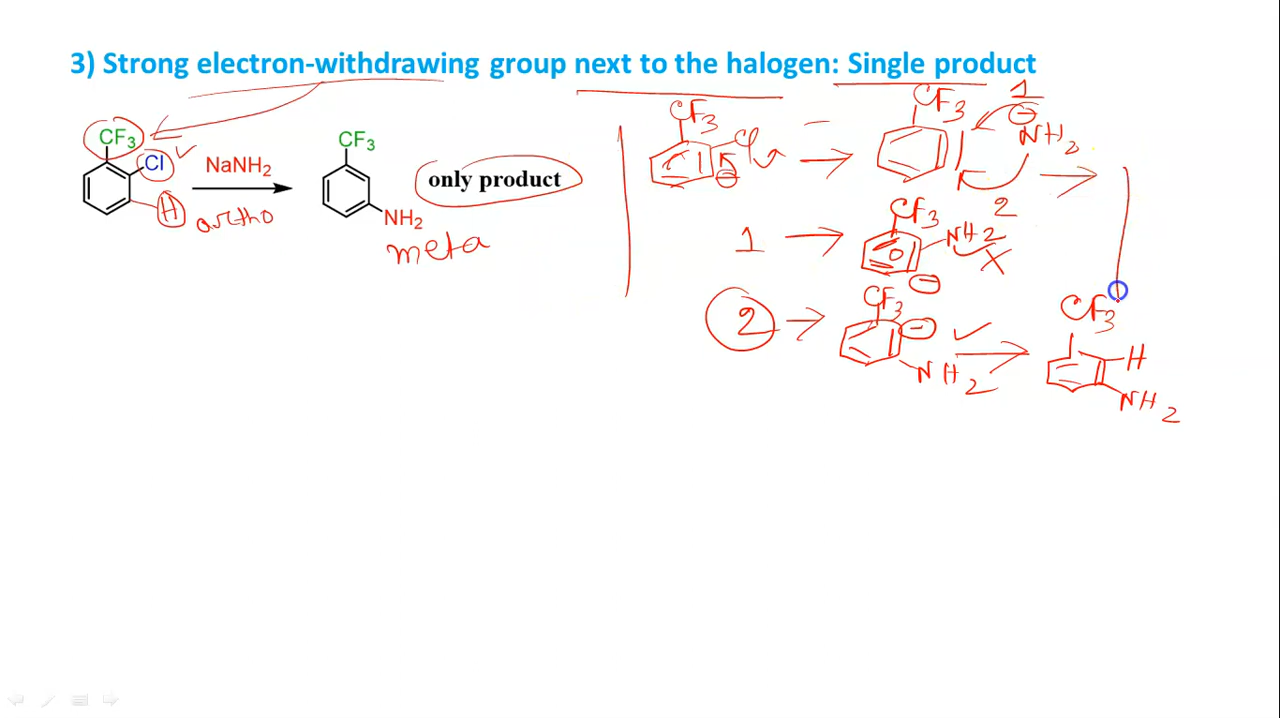 3) Strong electron-withdrawing group next to the halogen: Single product
CF3
Cl
H
NaNH2
ortho
CF3
NH2
meta
only product
CF3
Cl
⊖
CF3
1
⊖
NH2
2
1
CF3
NH2
X
⊖
2
CF3
⊖
NH2
CF3
H
NH2